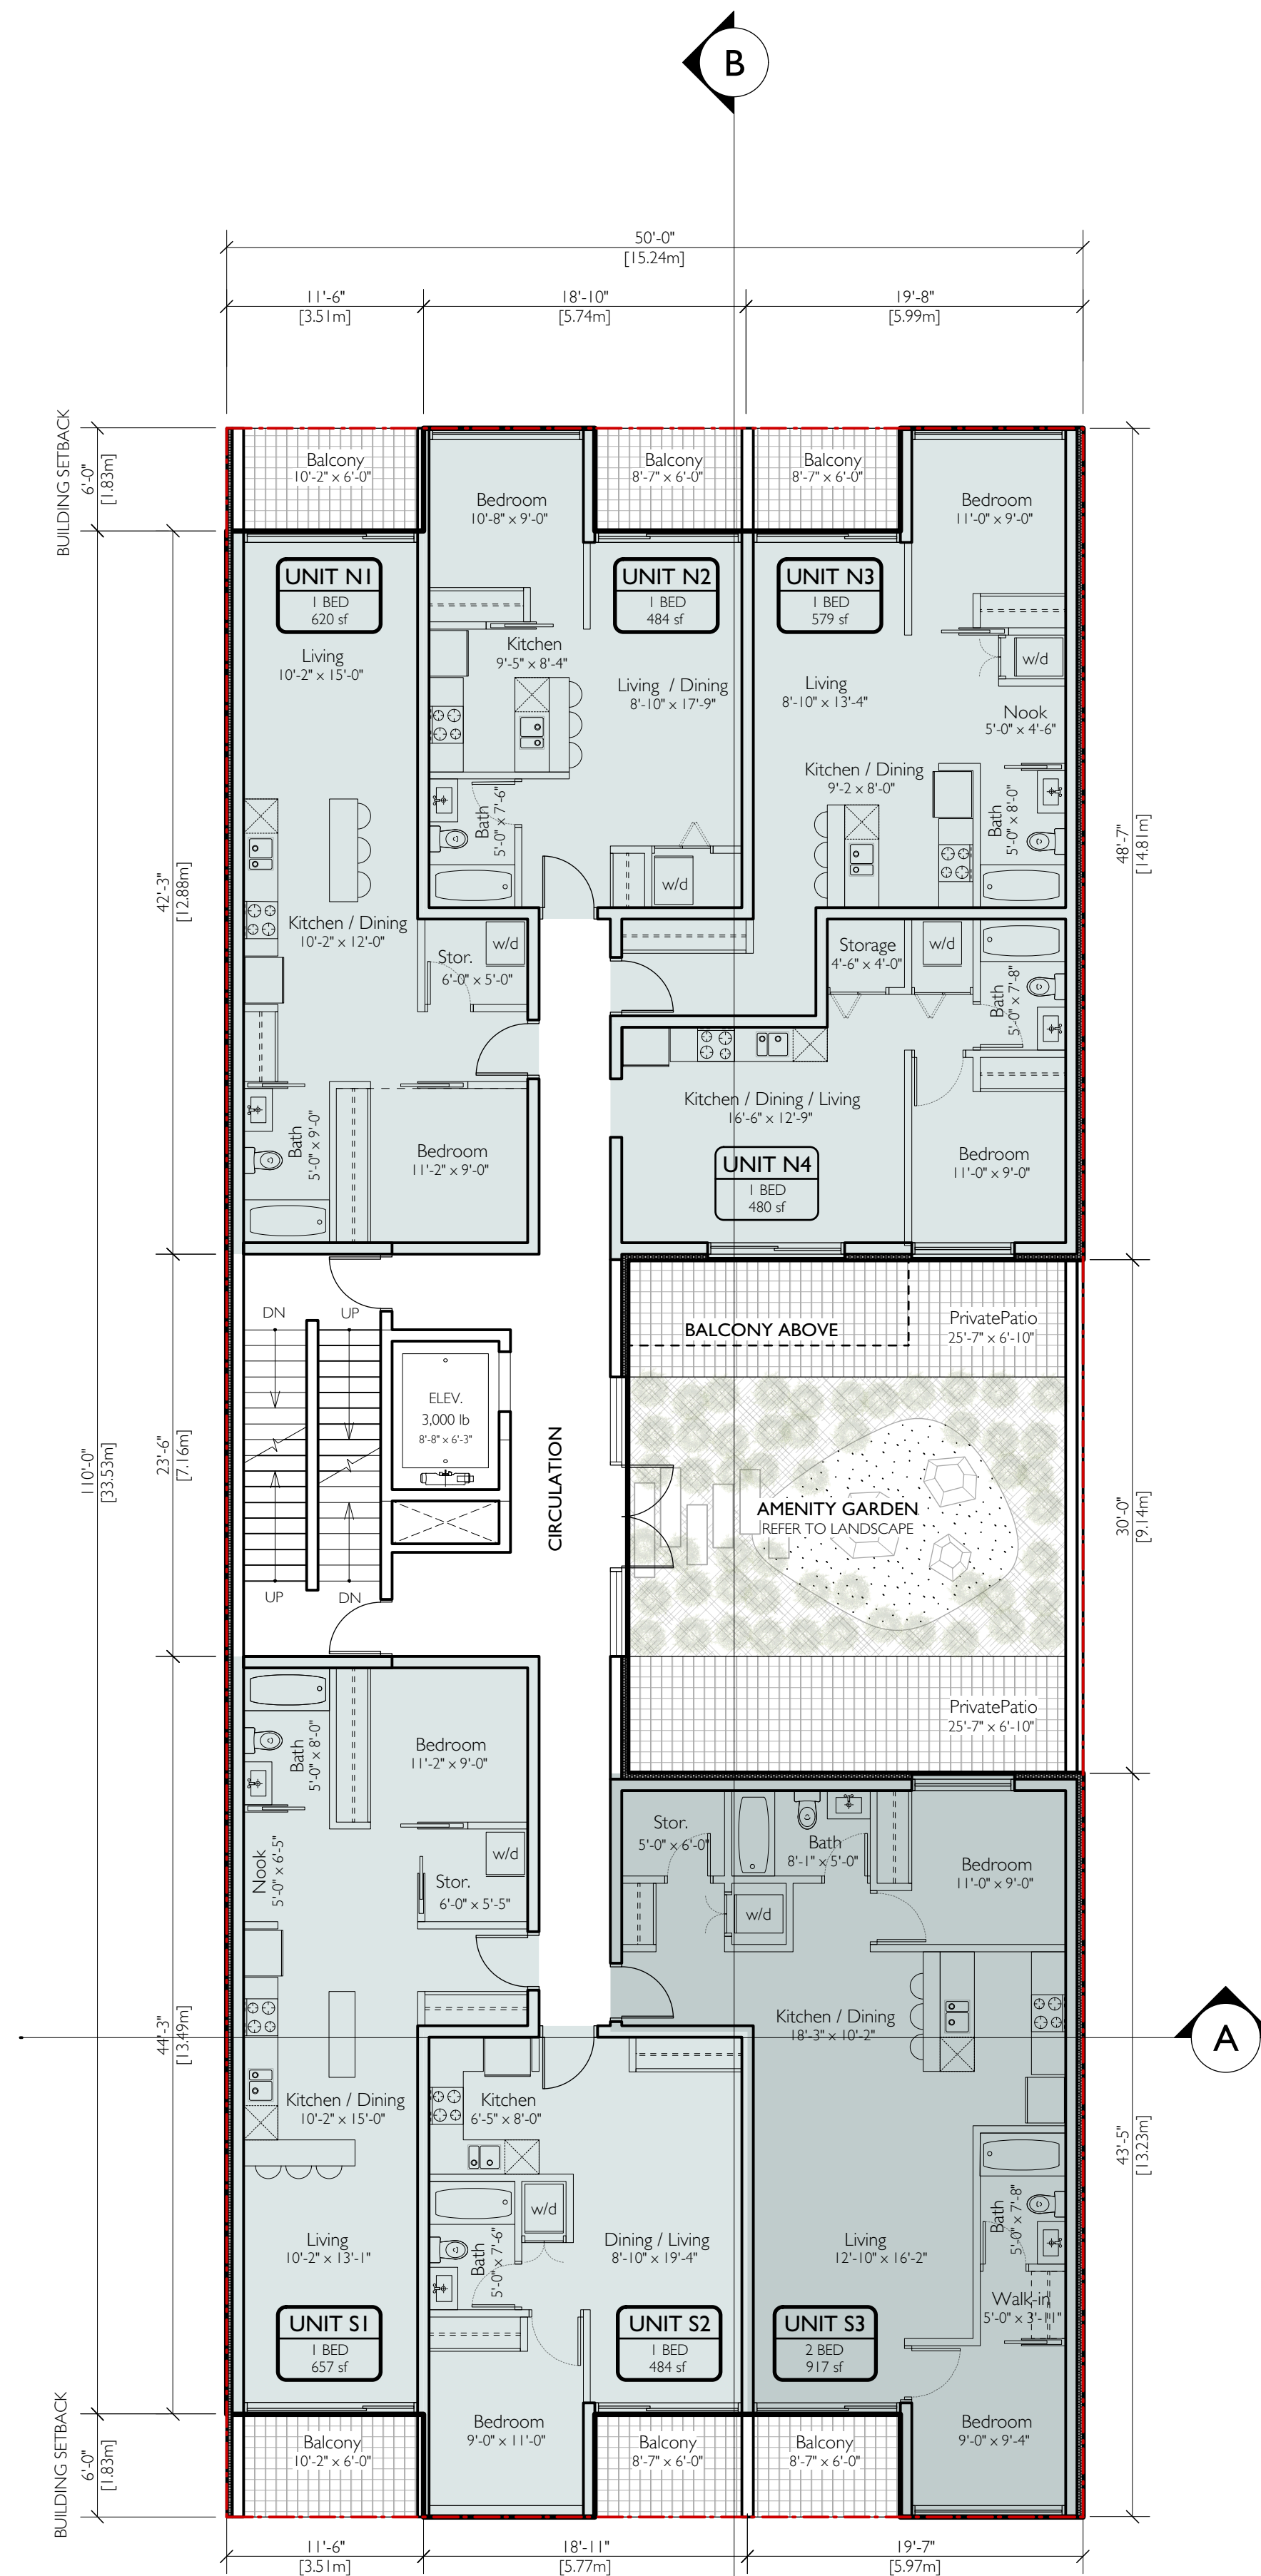 B
50'-0"
[15.24m]
11'-6"
[3.51m]
18'-10"
[5.74m]
19'-8"
[5.99m]
BUILDING SETBACK
6'-0"
[1.83m]
Balcony
10'-2" x 6'-0"
Bedroom
10'-8" x 9'-0"
Balcony
8'-7" x 6'-0"
Balcony
8'-7" x 6'-0"
Bedroom
11'-0" x 9'-0"
UNIT N1
1 BED
620 sf
UNIT N2
1 BED
484 sf
UNIT N3
1 BED
579 sf
Living
10'-2" x 15'-0"
Kitchen
9'-5" x 8'-4"
Living / Dining
8'-10" x 17'-9"
Living
8'-10" x 13'-4"
w/d
Nook
5'-0" x 4'-6"
Kitchen / Dining
9'-2 x 8'-0"
Bath
5'-0" x 7'-6"
Bath
5'-0" x 8'-0"
w/d
42'-3"
[12.88m]
48'-7"
[14.81m]
Kitchen / Dining
10'-2" x 12'-0"
Stor.
6'-0" x 5'-0"
w/d
Storage
4'-6" x 4'-0"
w/d
Bath
5'-0" x 7'-8"
Kitchen / Dining / Living
16'-6" x 12'-9"
Bath
5'-0" x 9'-0"
Bedroom
11'-2" x 9'-0"
UNIT N4
1 BED
480 sf
Bedroom
11'-0" x 9'-0"
DN
UP
BALCONY ABOVE
PrivatePatio
25'-7" x 6'-10"
ELEV.
3,000 lb
8'-8" x 6'-3"
CIRCULATION
110'-0"
[33.53m]
23'-6"
[7.16m]
AMENITY GARDEN
REFER TO LANDSCAPE
30'-0"
[9.14m]
UP
DN
PrivatePatio
25'-7" x 6'-10"
Bath
5'-0" x 8'-0"
Bedroom
11'-2" x 9'-0"
Nook
5'-0" x 6'-5"
w/d
Stor.
6'-0" x 5'-5"
Stor.
5'-0" x 6'-0"
Bath
8'-1" x 5'-0"
Bedroom
11'-0" x 9'-0"
w/d
44'-3"
[13.49m]
Kitchen / Dining
18'-3" x 10'-2"
A
Kitchen / Dining
10'-2" x 15'-0"
Kitchen
6'-5" x 8'-0"
43'-5"
[13.23m]
w/d
Bath
5'-0" x 7'-6"
Bath
5'-0" x 7'-8"
Living
10'-2" x 13'-1"
Dining / Living
8'-10" x 19'-4"
Living
12'-10" x 16'-2"
Walk-in
5'-0" x 3'-11"
UNIT S1
1 BED
657 sf
UNIT S2
1 BED
484 sf
UNIT S3
2 BED
917 sf
BUILDING SETBACK
6'-0"
[1.83m]
Balcony
10'-2" x 6'-0"
Bedroom
9'-0" x 11'-0"
Balcony
8'-7" x 6'-0"
Balcony
8'-7" x 6'-0"
Bedroom
9'-0" x 9'-4"
11'-6"
[3.51m]
18'-11"
[5.77m]
19'-7"
[5.97m]